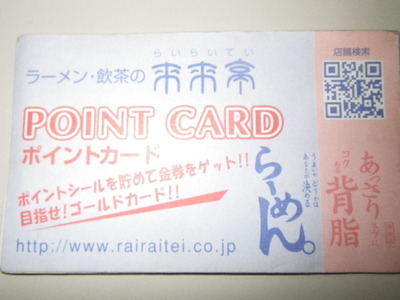 らいらいてい
ラーメン・飲茶の 来来亭
店舗検索
POINT CARD
ポイントカード
ポイントシールを貯めて金券をゲット!!
目指せ!ゴールドカード!!
らーめん。
あっさり
コク
背脂
http://www.rairaitei.co.jp